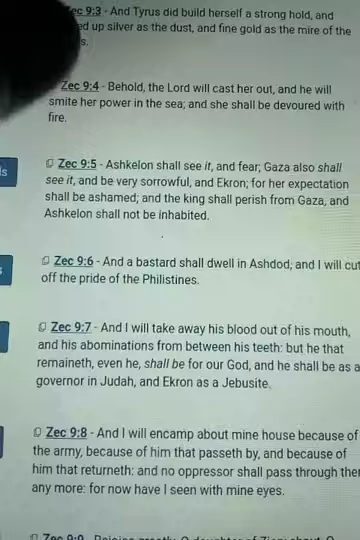 Zec 9:3 - And Tyrus did build herself a strong hold, and
up silver as the dust, and fine gold as the mire of the
Zec 9:4 - Behold, the Lord will cast her out, and he will
smite her power in the sea; and she shall be devoured with
fire.
Zec 9:5 - Ashkelon shall see it, and fear; Gaza also shall
see it, and be very sorrowful, and Ekron; for her expectation
shall be ashamed; and the king shall perish from Gaza, and
Ashkelon shall not be inhabited.
Zec 9:6 - And a bastard shall dwell in Ashdod, and I will cut
off the pride of the Philistines.
Zec 9:7 - And I will take away his blood out of his mouth,
and his abominations from between his teeth: but he that
remaineth, even he, shall be for our God, and he shall be as a
governor in Judah, and Ekron as a Jebusite.
Zec 9:8 - And I will encamp about mine house because of
the army, because of him that passeth by, and because of
him that returneth: and no oppressor shall pass through
any more: for now have I seen with mine eyes.